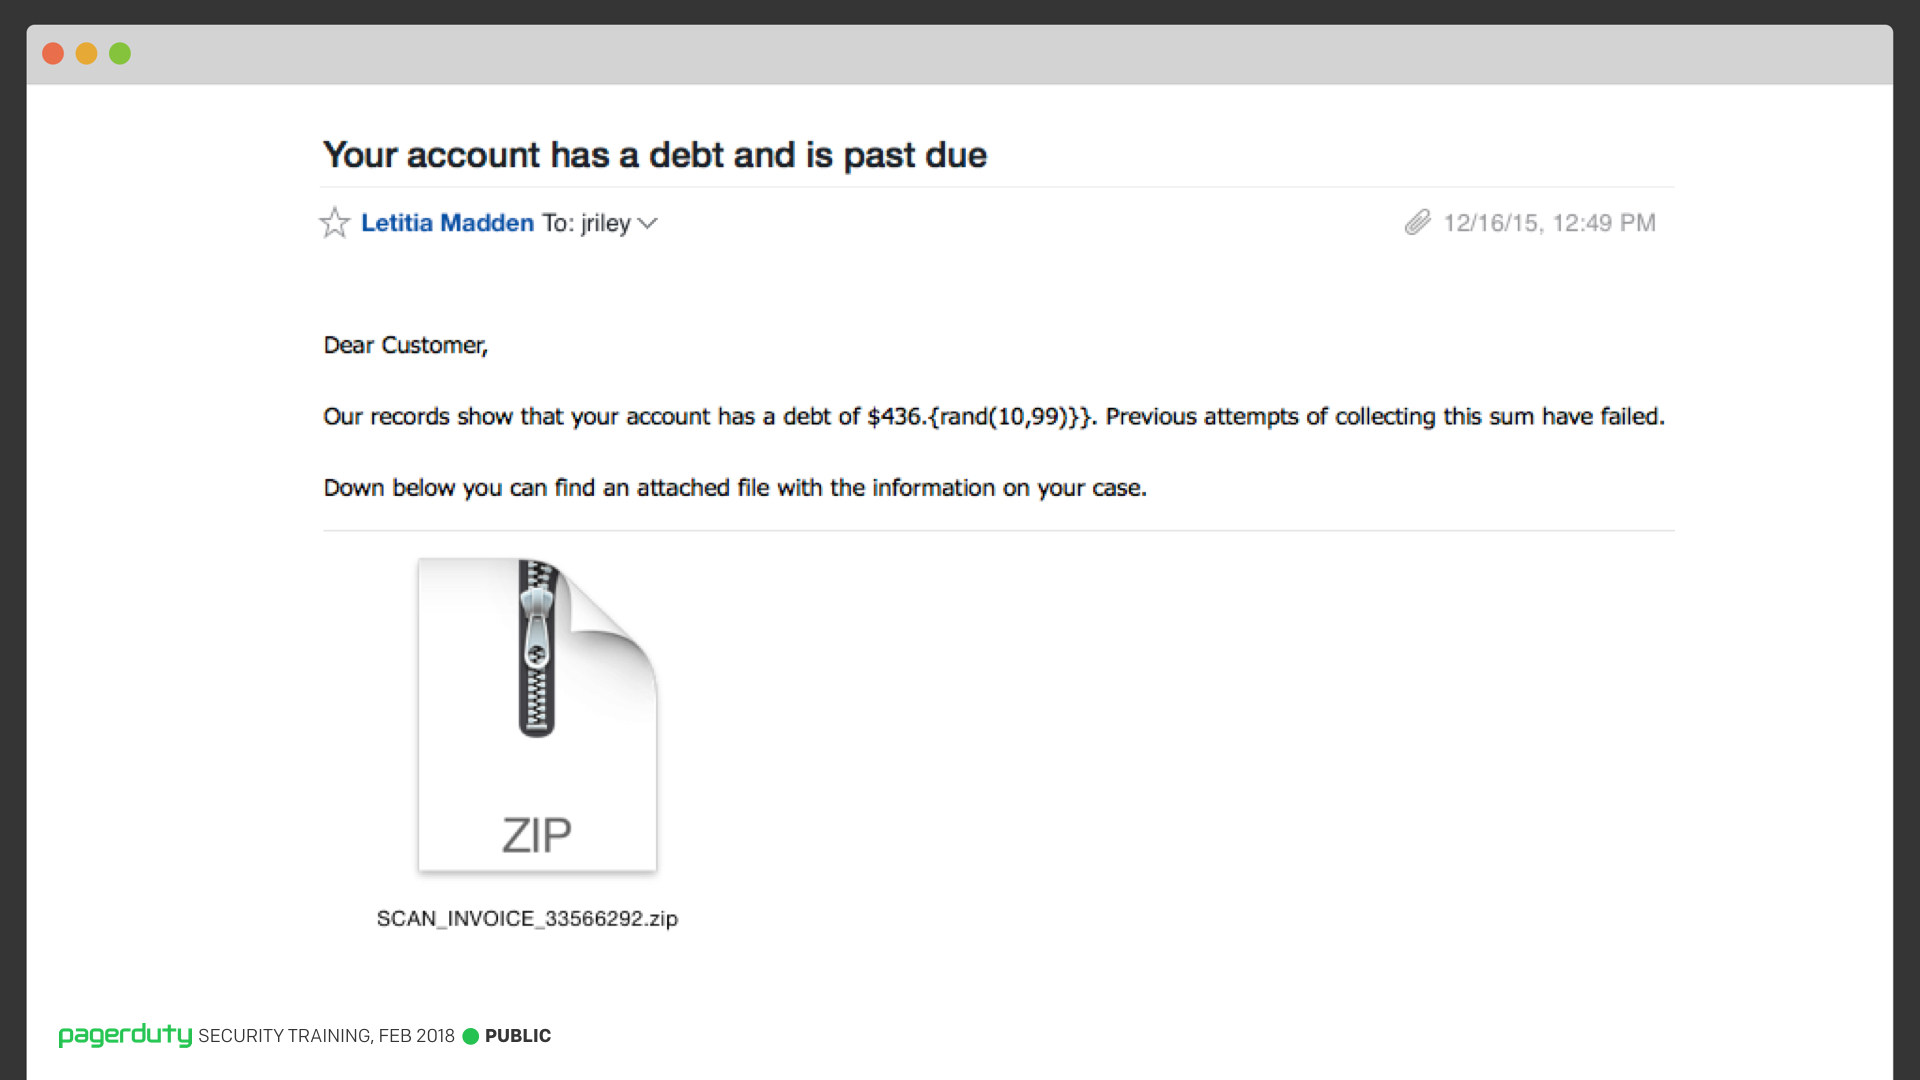 Your account has a debt and is past due
Letitia Madden To: jriley
12/16/15, 12:49 PM
Dear Customer,
Our records show that your account has a debt of $436.{rand(10,99)}}. Previous attempts of collecting this sum have failed.
Down below you can find an attached file with the information on your case.
ZIP
SCAN_INVOICE_33566292.zip
pagerduty SECURITY TRAINING, FEB 2018 PUBLIC